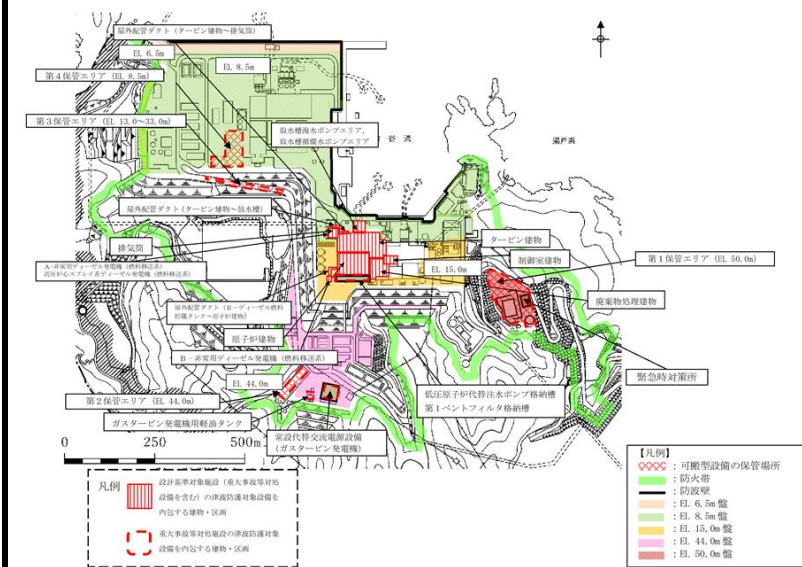 屋外配管ダクト(タービン建物~排気筒)
EL 6.5m
EL 8.5m
第4保管エリア (EL 8.5m)
第3保管エリア (EL 13.0~33.0m)
取水槽海水ポンプエリア,
取水槽循環水ポンプエリア
谷湾
屋外配管ダクト(タービン建物~放水槽)
タービン建物
排気筒
制御室建物
第1保管エリア (EL 50.0m)
A-非常用ディーゼル発電機(燃料移送系)
高圧炉心スプレイ系ディーゼル発電機(燃料移送系)
EL 15.0m
屋外配管ダクト(B-ディーゼル燃料
貯蔵タンク~原子炉建物)
廃棄物処理建物
原子炉建物
B-非常用ディーゼル発電機(燃料移送系)
緊急時対策所
EL 44.0m
低圧原子炉代替注水ポンプ格納槽
第1ベントフィルタ格納槽
第2保管エリア (EL 44.0m)
ガスタービン発電機用軽油タンク
常設代替交流電源設備
(ガスタービン発電機)
0 250 500m
凡例
設計基準対象施設(重大事故等対処
設備を含む)の津波防護対象設備を
内包する建物・区画
重大事故等対処施設の津波防護対象
設備を内包する建物・区画
【凡例】
:可搬型設備の保管場所
:防火帯
:防波壁
:EL 6.5m 盤
:EL 8.5m 盤
:EL 15.0m 盤
:EL 44.0m 盤
:EL 50.0m 盤